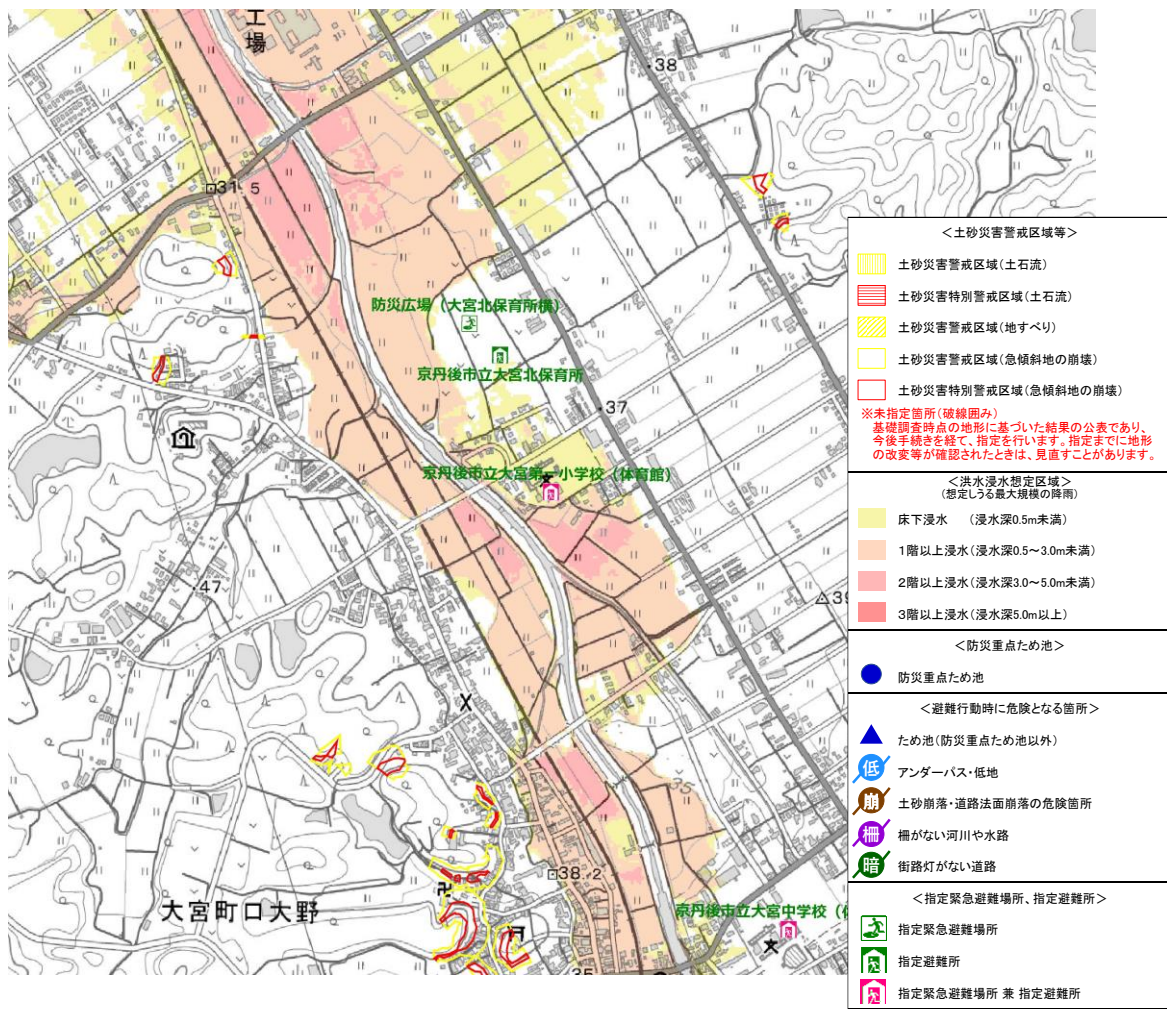 工場
38
31.5
50
防災広場（大宮北保育所横）
京丹後市立大宮北保育所
37
京丹後市立大宮第一小学校（体育館）
47
39
35
大宮町口大野
38.2
京丹後市立大宮中学校（
35
＜土砂災害警戒区域等＞
土砂災害警戒区域（土石流）
土砂災害特別警戒区域（土石流）
土砂災害警戒区域（地すべり）
土砂災害警戒区域（急傾斜地の崩壊）
土砂災害特別警戒区域（急傾斜地の崩壊）
※未指定箇所（破線囲み）
基礎調査時点の地形に基づいた結果の公表であり、
今後手続きを経て、指定を行います。指定までに地形
の改変等が確認されたときは、見直すことがあります。
＜洪水浸水想定区域＞
（想定しうる最大規模の降雨）
床下浸水　（浸水深0.5m未満）
1階以上浸水（浸水深0.5～3.0m未満）
2階以上浸水（浸水深3.0～5.0m未満）
3階以上浸水（浸水深5.0m以上）
＜防災重点ため池＞
防災重点ため池
＜避難行動時に危険となる箇所＞
ため池（防災重点ため池以外）
低 アンダーパス・低地
崩 土砂崩落・道路法面崩落の危険箇所
柵 柵がない河川や水路
暗 街路灯がない道路
＜指定緊急避難場所、指定避難所＞
指定緊急避難場所
指定避難所
指定緊急避難場所 兼 指定避難所